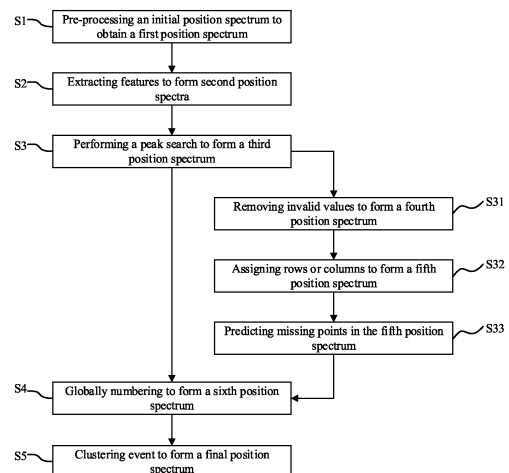 S1
Pre-processing an initial position spectrum to
obtain a first position spectrum
S2
Extracting features to form second position
spectra
S3
Performing a peak search to form a third
position spectrum
Removing invalid values to form a fourth
position spectrum
S31
Assigning rows or columns to form a fifth
position spectrum
S32
Predicting missing points in the fifth position
spectrum
S33
S4
Globally numbering to form a sixth position
spectrum
S5
Clustering event to form a final position
spectrum